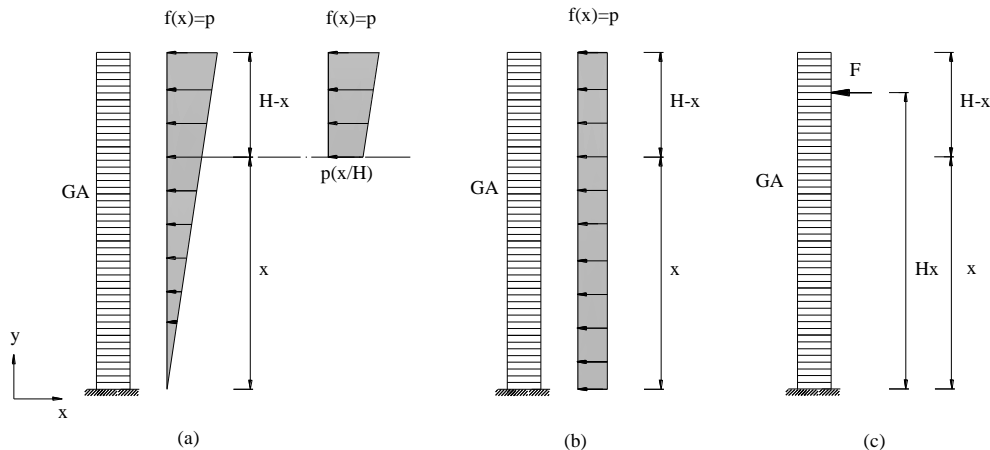 f(x)=p
f(x)=p
H-x
p(x/H)
GA
x
y
x
(a)
f(x)=p
H-x
GA
x
(b)
F
H-x
GA
Hx
x
(c)